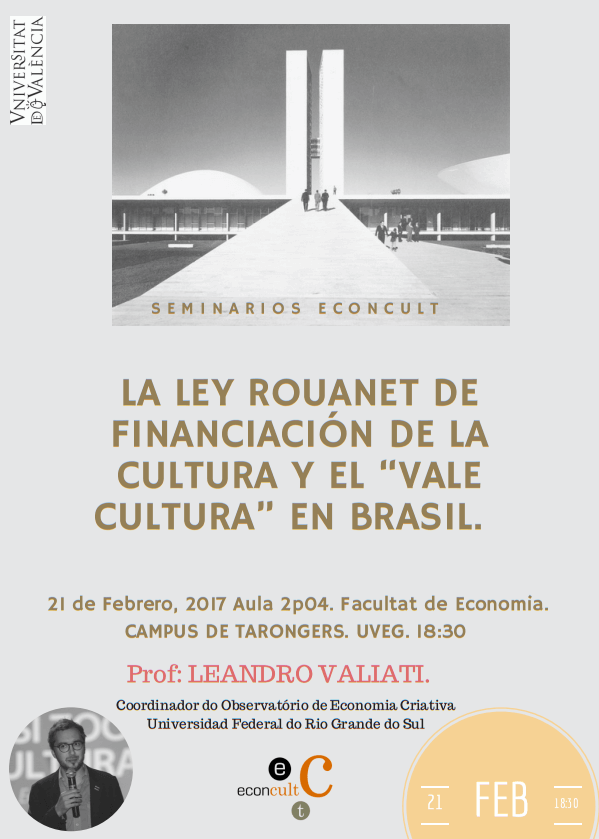 VNIVERSITAT
DE VALÈNCIA
SEMINARIOS ECONCULT
LA LEY ROUANET DE
FINANCIACIÓN DE LA
CULTURA Y EL “VALE
CULTURA” EN BRASIL.
21 de Febrero, 2017 Aula 2p04. Facultat de Economia.
CAMPUS DE TARONGERS. UVEG. 18:30
Prof: LEANDRO VALIATI.
Coordinador do Observatório de Economia Criativa
Universidad Federal do Rio Grande do Sul
e C
econcult
t
21 FEB 18:30